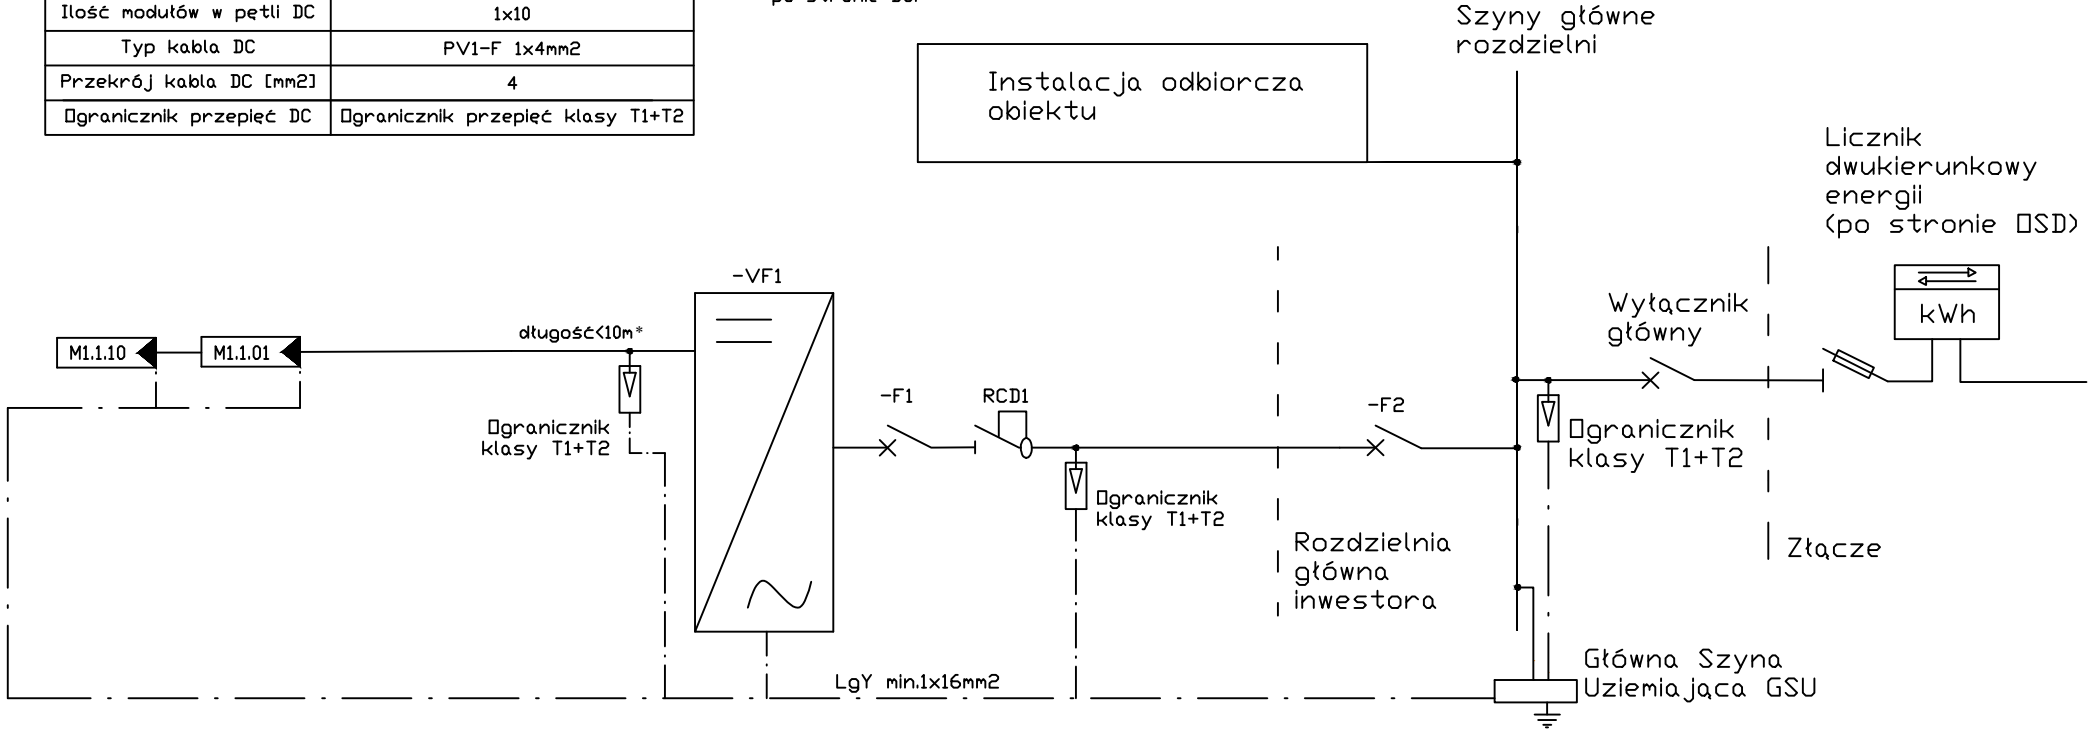 Ilość modułów w pętli DC 1x10
Typ kabla DC PV1-F 1x4mm2
Przekrój kabla DC [mm2] 4
Ogranicznik przepięć DC Ogranicznik przepięć klasy T1+T2
Szyny główne
rozdzielni
Instalacja odbiorcza
obiektu
Licznik
dwukierunkowy
energii
(po stronie OSD)
kWh
Wyłącznik
główny
-VF1
długość<10m*
M1.1.10
M1.1.01
Ogranicznik
klasy T1+T2
-F1
RCD1
-F2
Ogranicznik
klasy T1+T2
Ogranicznik
klasy T1+T2
Rozdzielnia
główna
inwestora
Złącze
LgY min.1x16mm2
Główna Szyna
Uziemiająca GSU